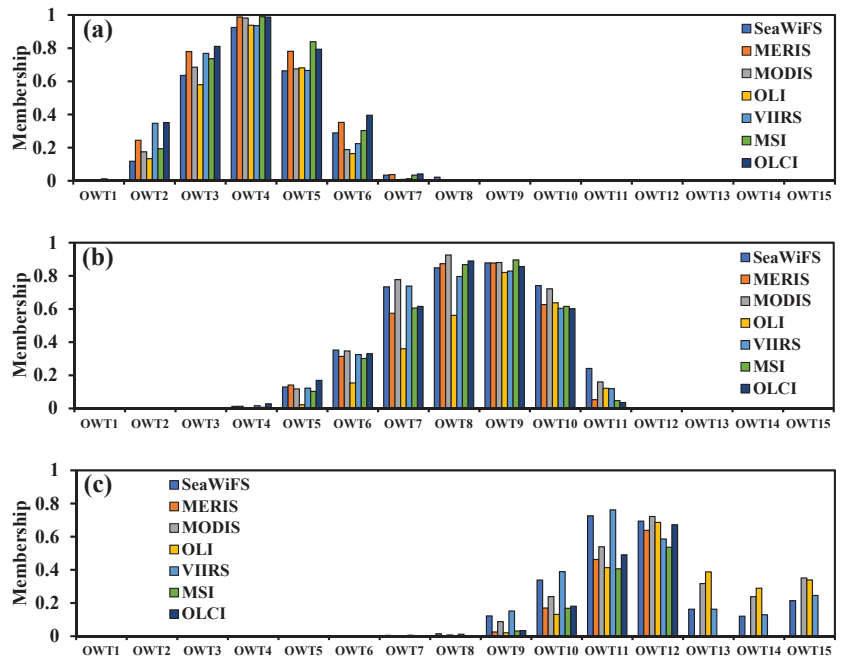 (a)
Membership
1
0.8
0.6
0.4
0.2
0
SeaWiFS
MERIS
MODIS
OLI
VIIRS
MSI
OLCI
OWT1 OWT2 OWT3 OWT4 OWT5 OWT6 OWT7 OWT8 OWT9 OWT10 OWT11 OWT12 OWT13 OWT14 OWT15
(b)
Membership
1
0.8
0.6
0.4
0.2
0
SeaWiFS
MERIS
MODIS
OLI
VIIRS
MSI
OLCI
OWT1 OWT2 OWT3 OWT4 OWT5 OWT6 OWT7 OWT8 OWT9 OWT10 OWT11 OWT12 OWT13 OWT14 OWT15
(c)
Membership
1
0.8
0.6
0.4
0.2
0
SeaWiFS
MERIS
MODIS
OLI
VIIRS
MSI
OLCI
OWT1 OWT2 OWT3 OWT4 OWT5 OWT6 OWT7 OWT8 OWT9 OWT10 OWT11 OWT12 OWT13 OWT14 OWT15